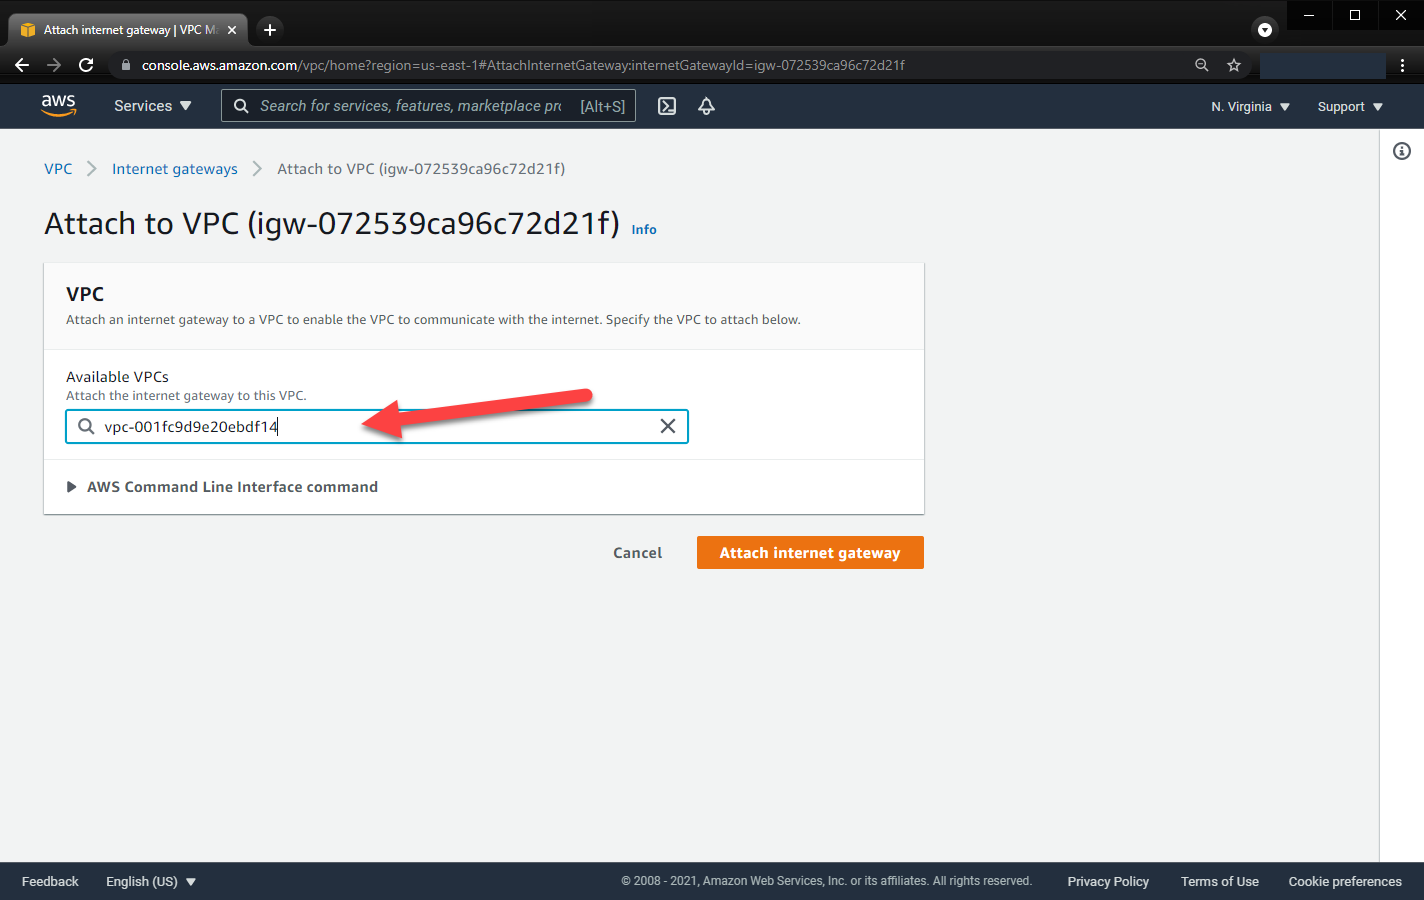 Attach internet gateway | VPC M
console.aws.amazon.com/vpc/home?region=us-east-1#AttachInternetGateway:internetGatewayId=igw-072539ca96c72d21f
aws Services Search for services, features, marketplace pr [Alt+S] N. Virginia Support
VPC Internet gateways Attach to VPC (igw-072539ca96c72d21f)
Attach to VPC (igw-072539ca96c72d21f) Info
VPC
Attach an internet gateway to a VPC to enable the VPC to communicate with the internet. Specify the VPC to attach below.
Available VPCs
Attach the internet gateway to this VPC.
vpc-001fc9d9e20ebdf14
AWS Command Line Interface command
Cancel Attach internet gateway
Feedback English (US) © 2008 - 2021, Amazon Web Services, Inc. or its affiliates. All rights reserved. Privacy Policy Terms of Use Cookie preferences